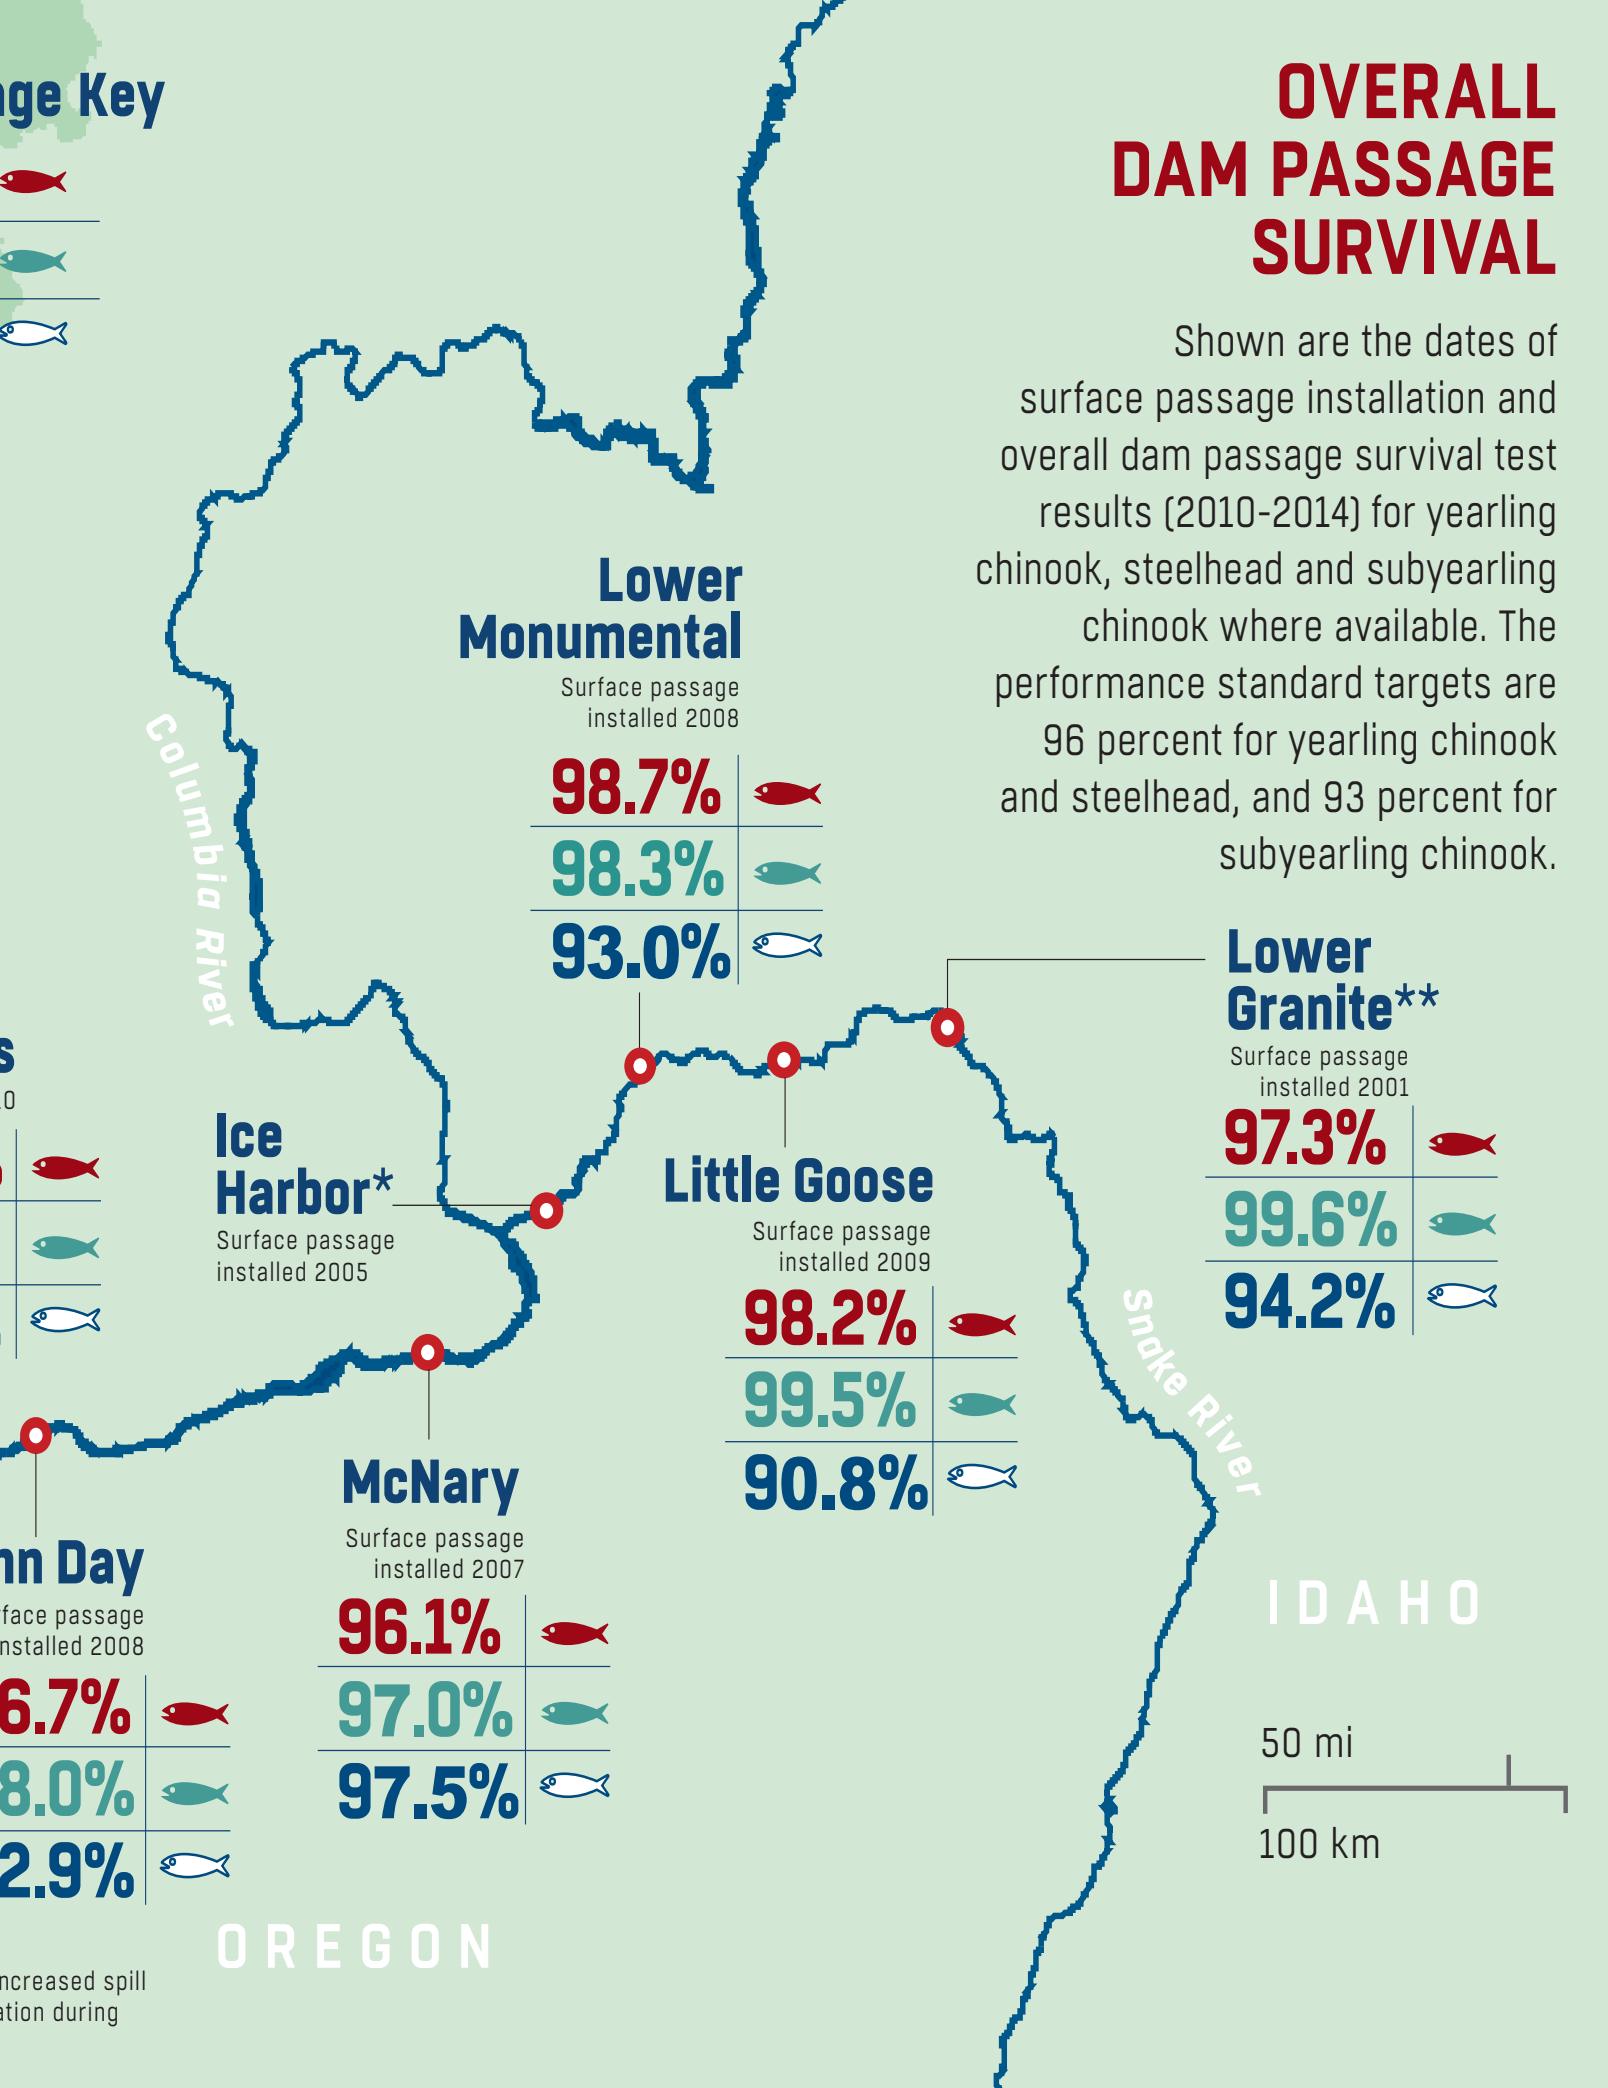 Key
OVERALL
DAM PASSAGE
SURVIVAL
Shown are the dates of
surface passage installation and
overall dam passage survival test
results (2010-2014) for yearling
chinook, steelhead and subyearling
chinook where available. The
performance standard targets are
96 percent for yearling chinook
and steelhead, and 93 percent for
subyearling chinook.
Columbia River
Lower
Monumental
Surface passage
installed 2008
98.7%
98.3%
93.0%
Lower
Granite**
Surface passage
installed 2001
97.3%
99.6%
94.2%
Ice
Harbor*
Surface passage
installed 2005
Little Goose
Surface passage
installed 2009
98.2%
99.5%
90.8%
Snake River
McNary
Surface passage
installed 2007
96.1%
97.0%
97.5%
Day
passage
2008
6.7%
8.0%
2.9%
IDAHO
50 mi
100 km
OREGON
spill
during